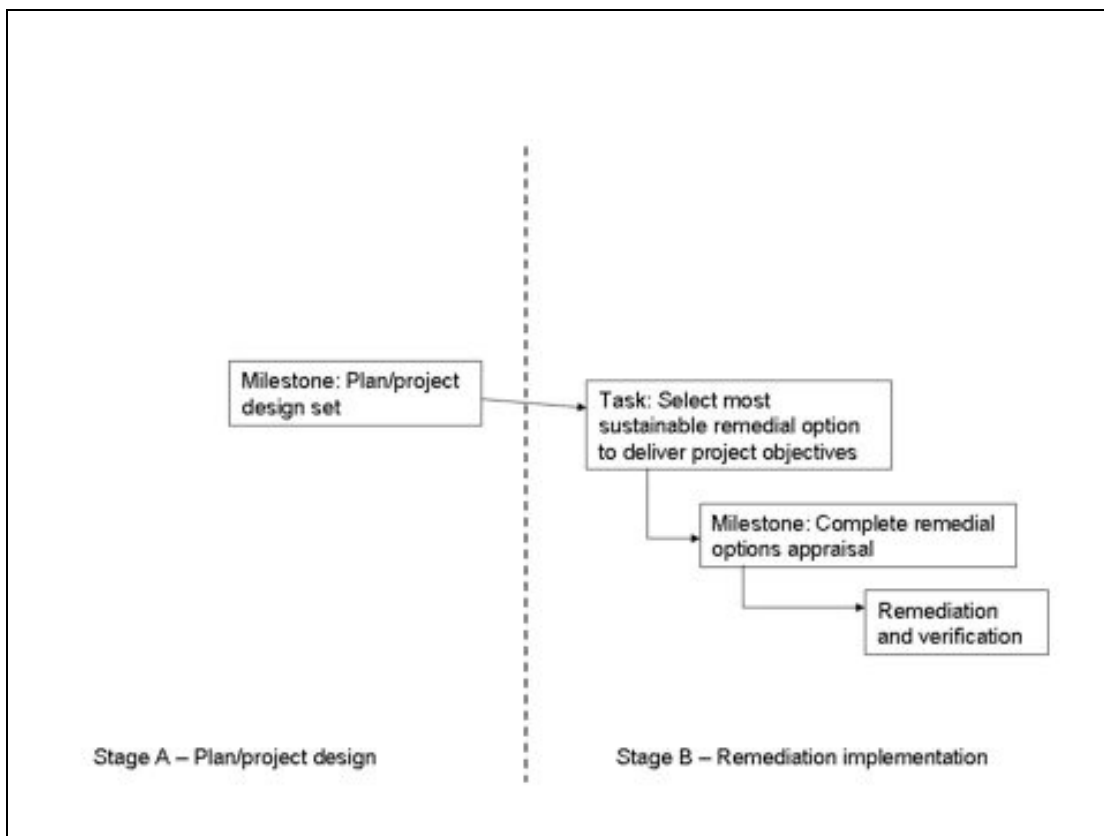 Milestone: Plan/project
design set
Task: Select most
sustainable remedial option
to deliver project objectives
Milestone: Complete remedial
options appraisal
Remediation
and verification
Stage A – Plan/project design
Stage B – Remediation implementation